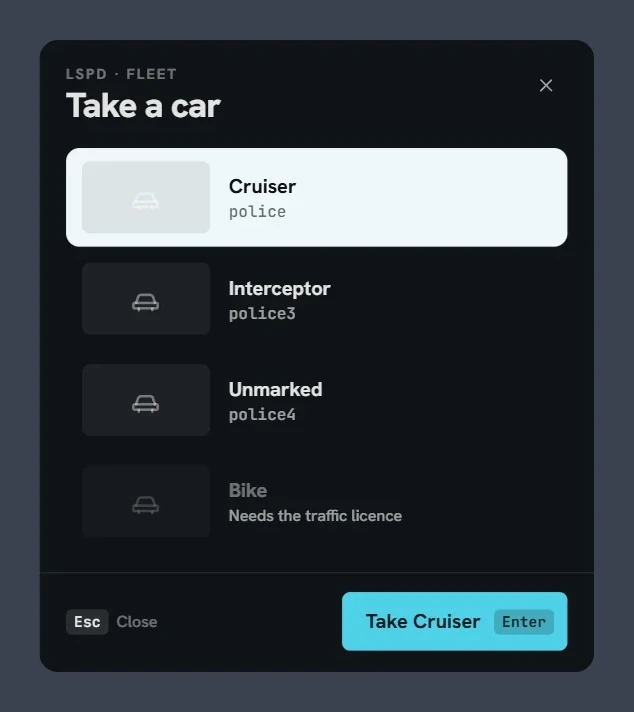 LSPD · FLEET
Take a car
Cruiser
police
Interceptor
police3
Unmarked
police4
Bike
Needs the traffic licence
Esc Close
Take Cruiser Enter